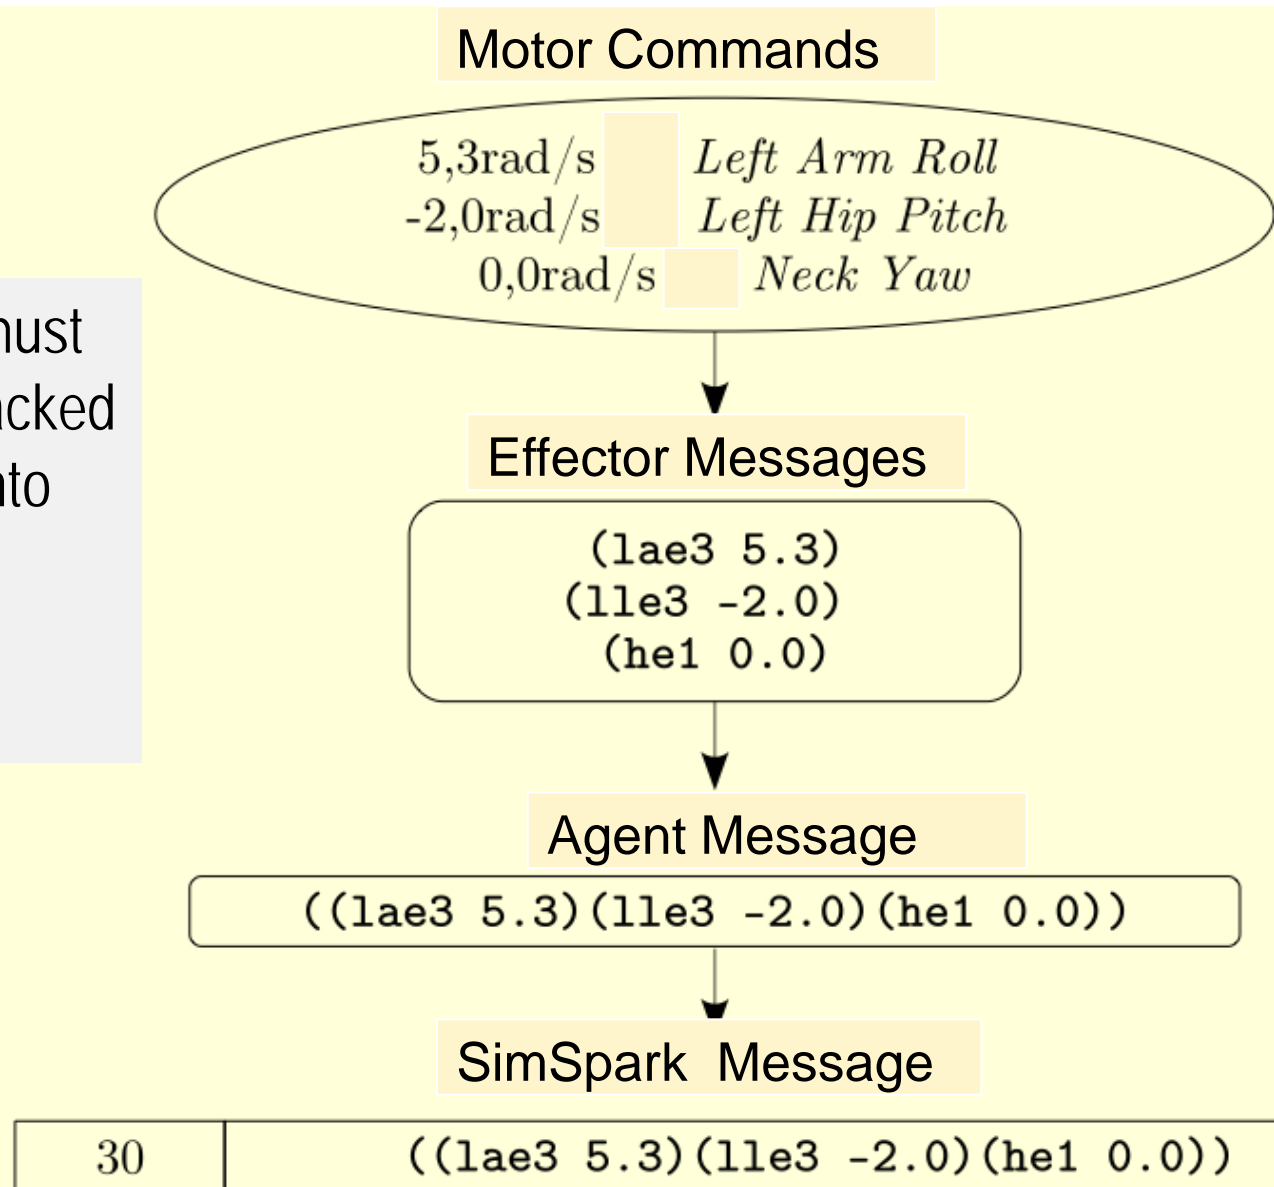 Motor Commands
5,3rad/s Left Arm Roll
-2,0rad/s Left Hip Pitch
0,0rad/s Neck Yaw
Effector Messages
(lae3 5.3)
(lle3 -2.0)
(he1 0.0)
Agent Message
((lae3 5.3)(lle3 -2.0)(he1 0.0))
SimSpark Message
30 ((lae3 5.3)(lle3 -2.0)(he1 0.0))